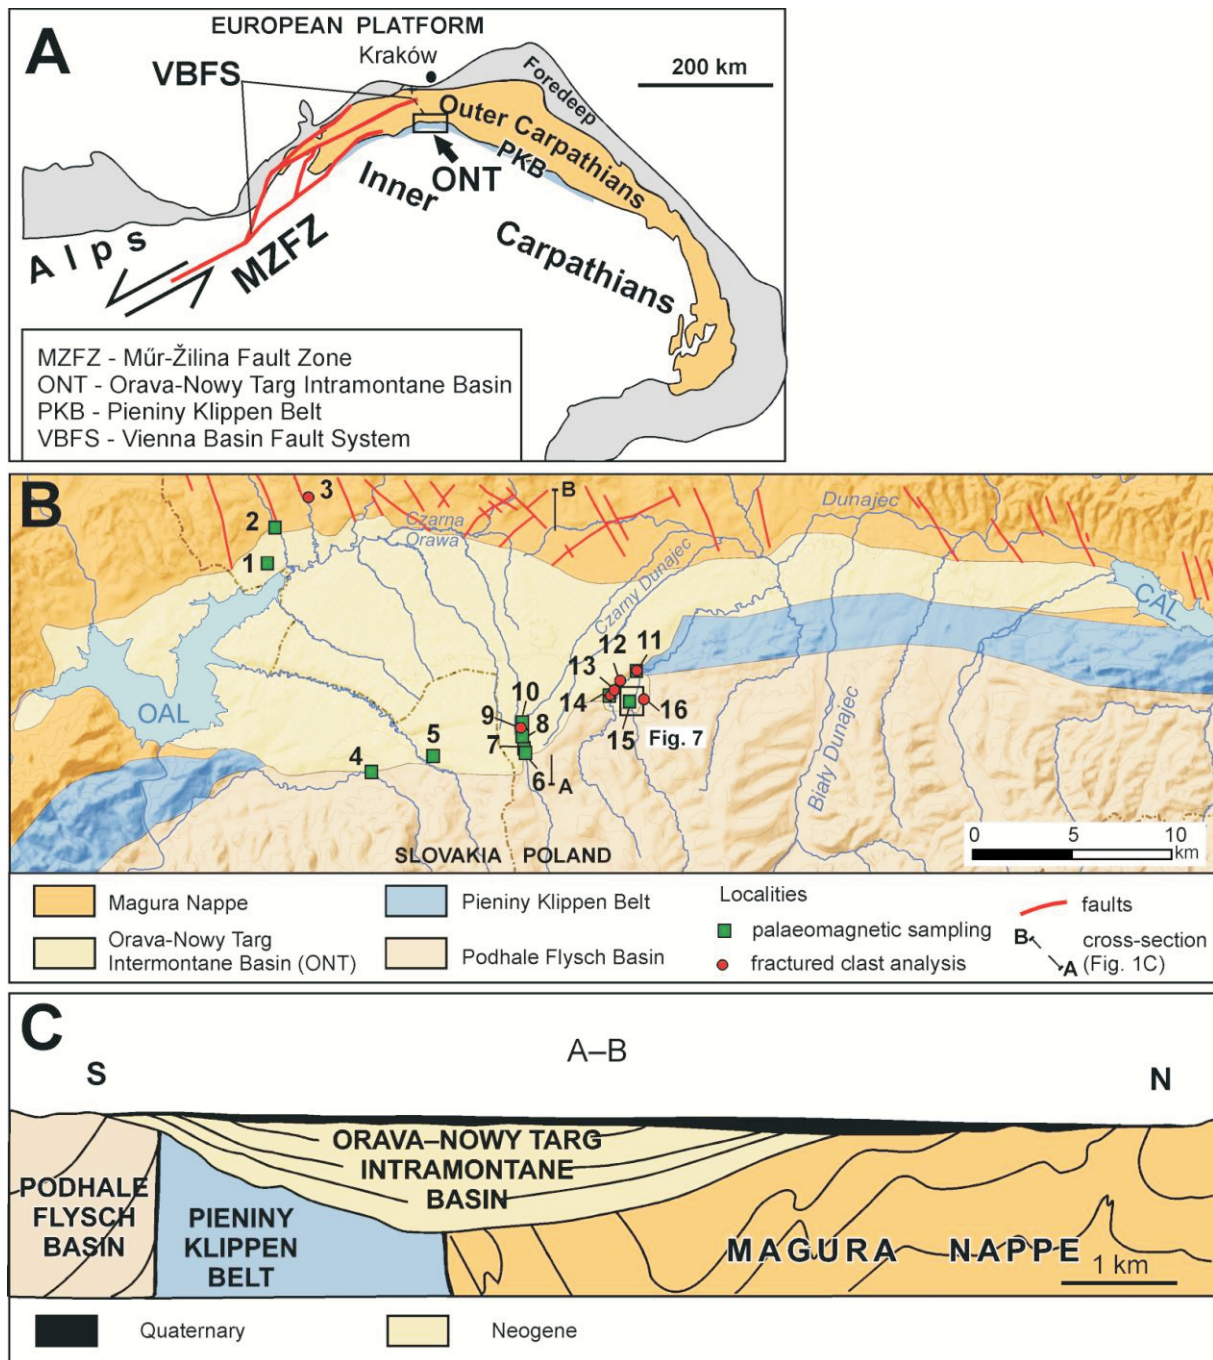 A
EUROPEAN PLATFORM
Kraków
VBFS
200 km
Foredeep
Outer Carpathians
PKB
ONT
Inner
Carpathians
Alps
MZFZ
MZFZ - Műr-Žilina Fault Zone
ONT - Orava-Nowy Targ Intramontane Basin
PKB - Pieniny Klippen Belt
VBFS - Vienna Basin Fault System
B
3
B
Dunajec
2
Czarna
Orawa
1
Czarny Dunajec
CAL
12
11
13
14
16
10
OAL
9
8
15
Fig. 7
5
7
4
6
A
Biały Dunajec
0 5 10
km
SLOVAKIA POLAND
Magura Nappe
Pieniny Klippen Belt
Localities
faults
Orava-Nowy Targ
Intermontane Basin (ONT)
Podhale Flysch Basin
palaeomagnetic sampling
fractured clast analysis
B
A
cross-section
(Fig. 1C)
C
A–B
S
N
ORAVA–NOWY TARG
INTRAMONTANE
BASIN
PODHALE
FLYSCH
BASIN
PIENINY
KLIPPEN
BELT
MAGURA NAPPE
1 km
Quaternary
Neogene